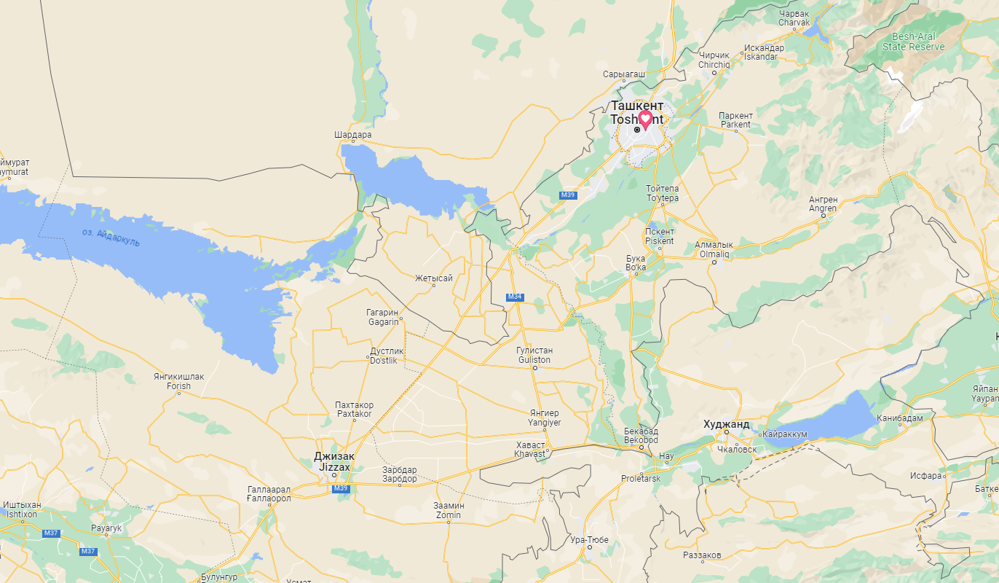 Чарвак
Charvak
Besh-Aral
State Reserve
Искандар
Iskandar
Чирчик
Chirchiq
Сарыагаш
Ташкент
Паркент
Parkent
Шардара
M39
Тойтепа
To'ytepa
Ангрен
Angren
оз. Айдаркуль
Пскент
Piskent
Алмалык
Olmaliq
Бука
Bo'ka
Жетысай
M34
Гагарин
Gagarin
Дустлик
Do'stlik
Гулистан
Guliston
Янгикишлак
Forish
Пахтакор
Paxtakor
Янгиер
Yangiyer
Худжанд
Канибадам
Кайраккум
Чкаловск
Бекабад
Bekobod
Хаваст
Khavast
Нау
Proletarsk
Джизак
Jizzax
M39
Зарбдар
Зарбдор
Галлаарал
Ғаллаорол
Исфара
Заамин
Zomin
Иштыхан
Ishtixon
Payaryk
M37
M37
Ура-Тюбе
Раззаков
Булунгур